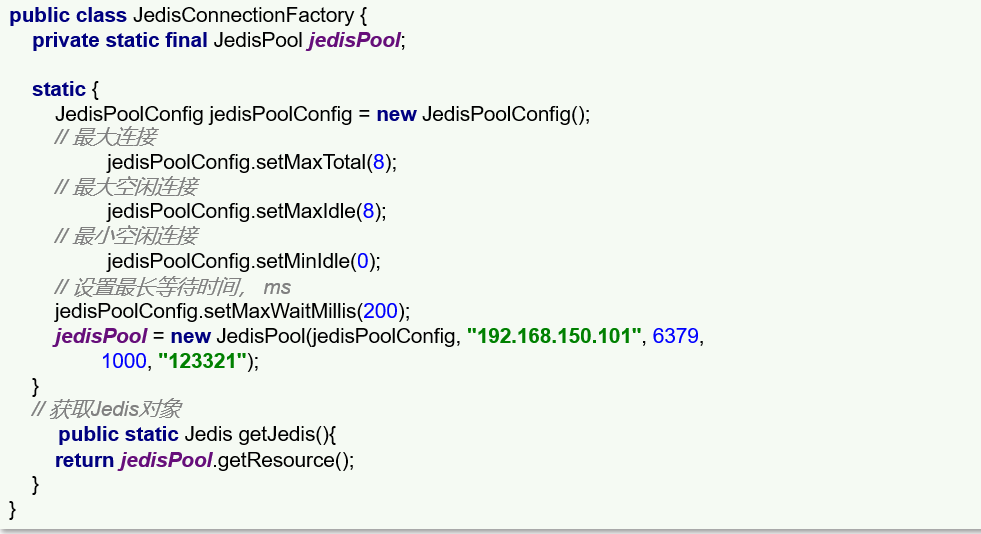 public class JedisConnectionFactory {
private static final JedisPool jedisPool;
static {
JedisPoolConfig jedisPoolConfig = new JedisPoolConfig();
// 最大连接
jedisPoolConfig.setMaxTotal(8);
// 最大空闲连接
jedisPoolConfig.setMaxIdle(8);
// 最小空闲连接
jedisPoolConfig.setMinIdle(0);
// 设置最长等待时间， ms
jedisPoolConfig.setMaxWaitMillis(200);
jedisPool = new JedisPool(jedisPoolConfig, "192.168.150.101", 6379,
1000, "123321");
}
// 获取Jedis对象
public static Jedis getJedis(){
return jedisPool.getResource();
}
}